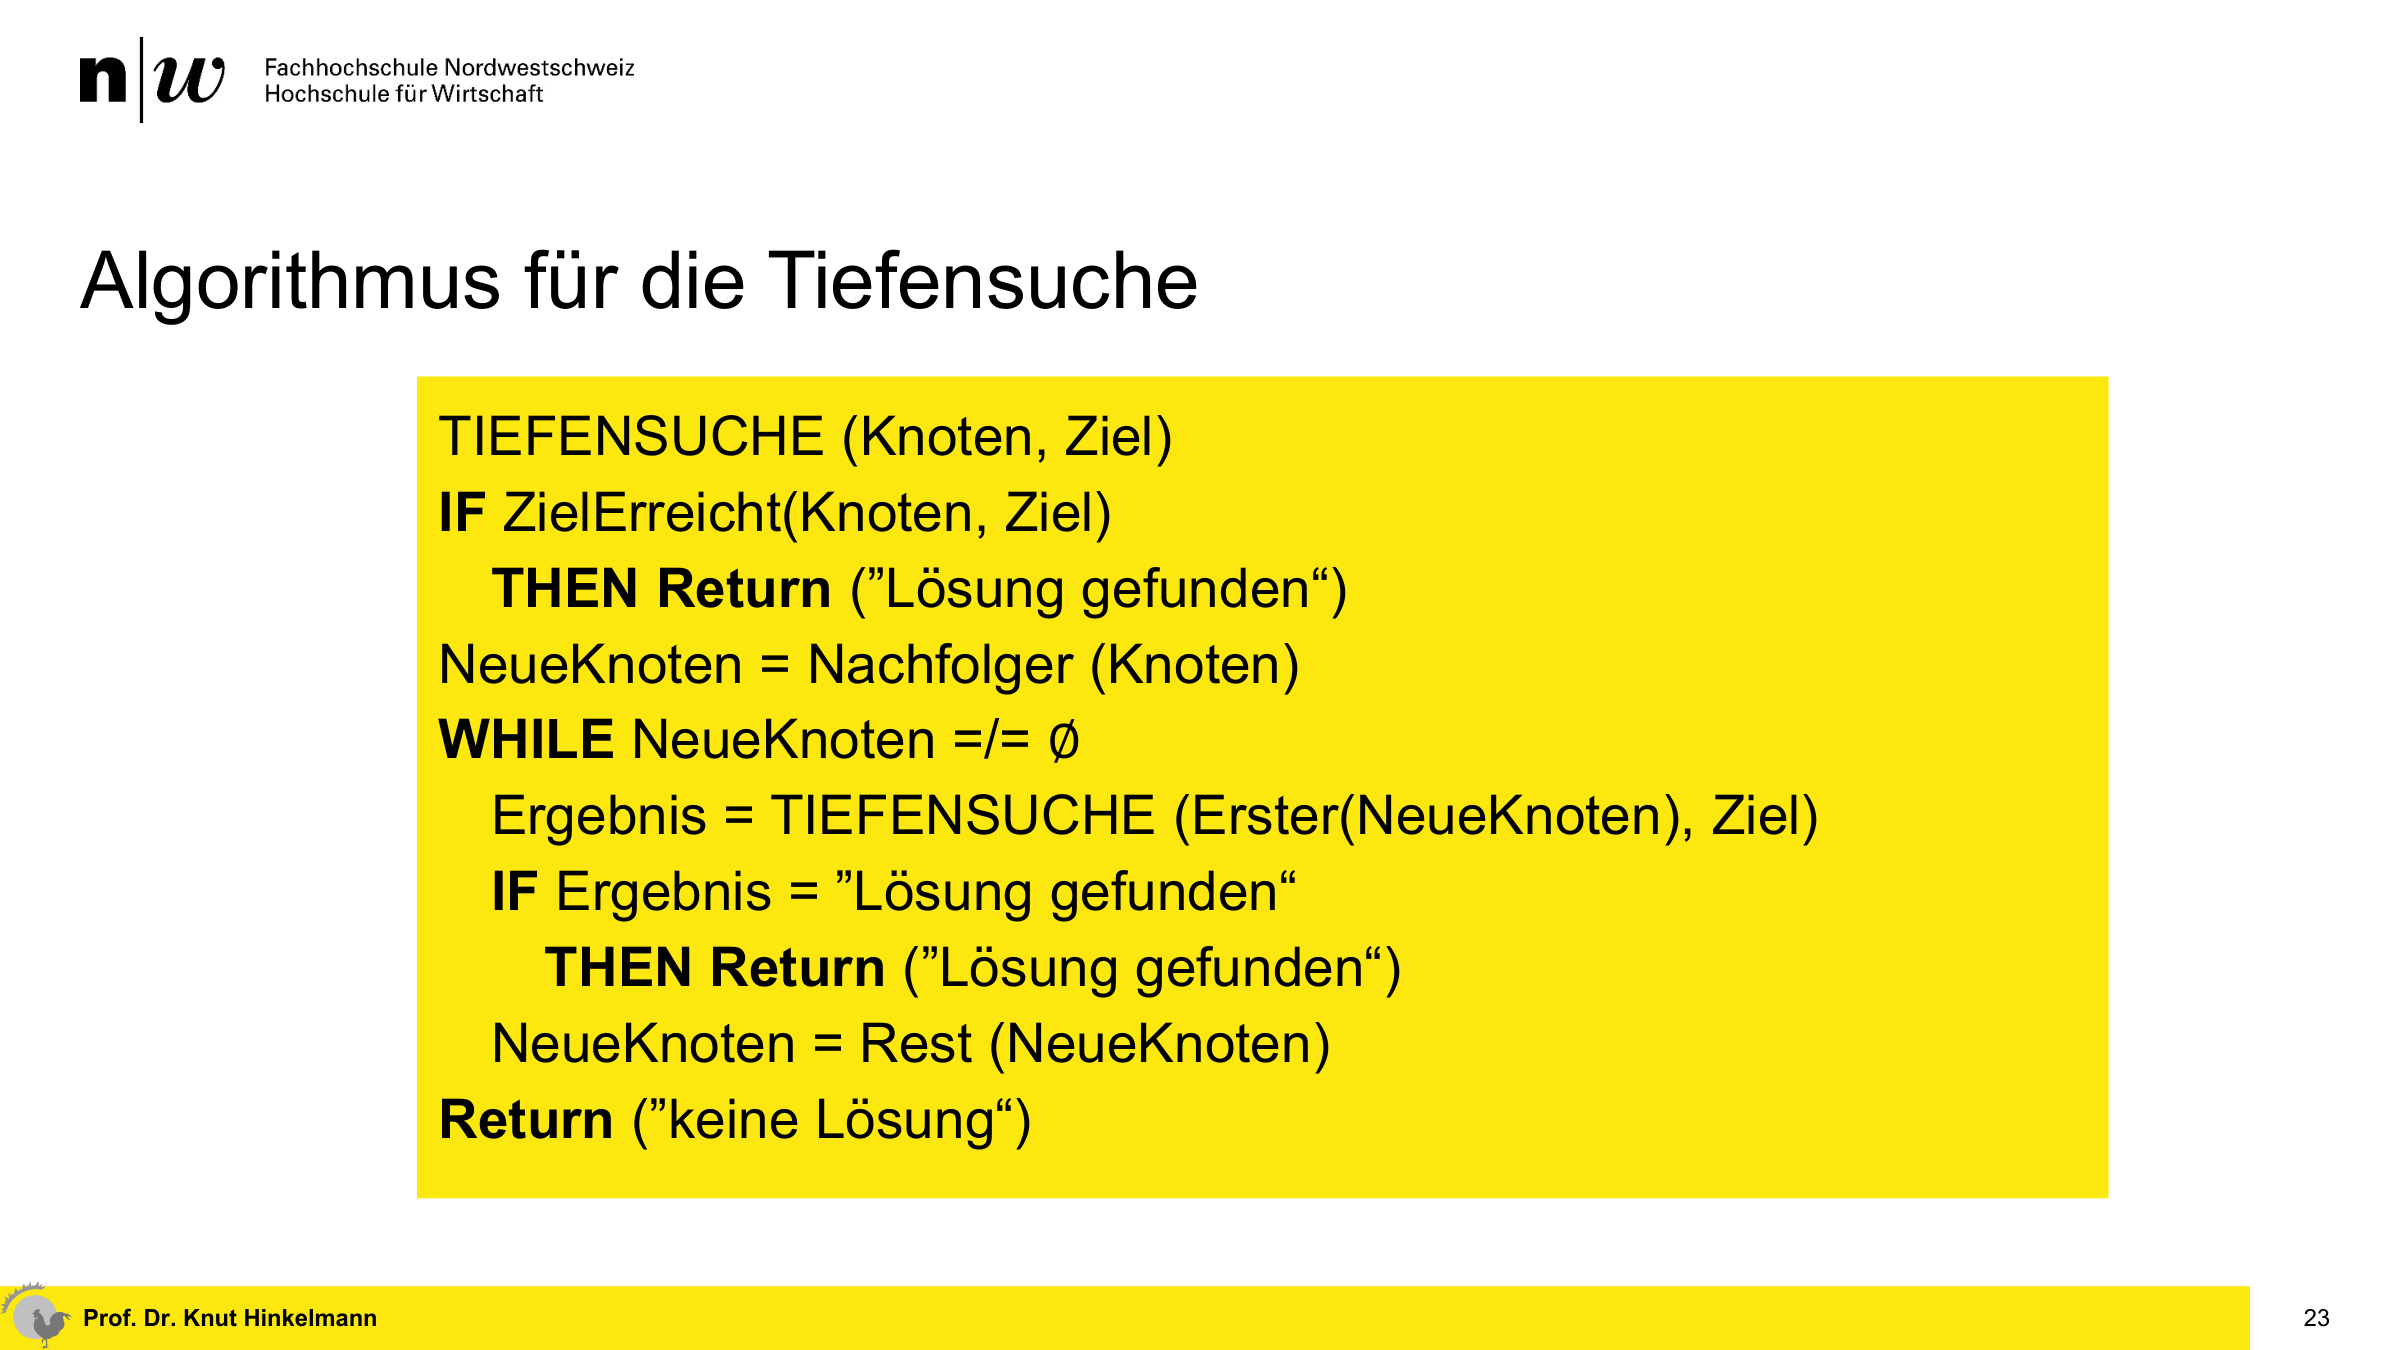 n|w Fachhochschule Nordwestschweiz
Hochschule für Wirtschaft
Algorithmus für die Tiefensuche
TIEFENSUCHE (Knoten, Ziel)
IF ZielErreicht(Knoten, Ziel)
THEN Return (”Lösung gefunden“)
NeueKnoten = Nachfolger (Knoten)
WHILE NeueKnoten =/= ∅
Ergebnis = TIEFENSUCHE (Erster(NeueKnoten), Ziel)
IF Ergebnis = ”Lösung gefunden“
THEN Return (”Lösung gefunden“)
NeueKnoten = Rest (NeueKnoten)
Return (”keine Lösung“)
Prof. Dr. Knut Hinkelmann
23